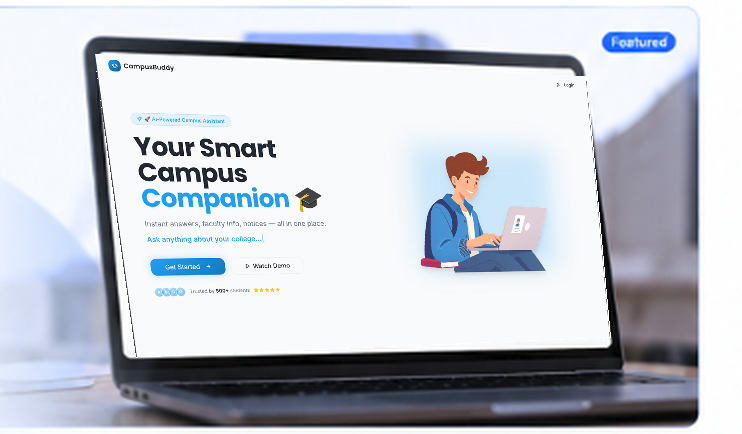 Featured
CampusBuddy
Login
🚀 AI-Powered Campus Assistant
Your Smart
Campus
Companion 🎓
Instant answers, faculty info, notices — all in one place.
Ask anything about your college...|
Get Started →
Watch Demo
Trusted by 500+ students ★★★★★